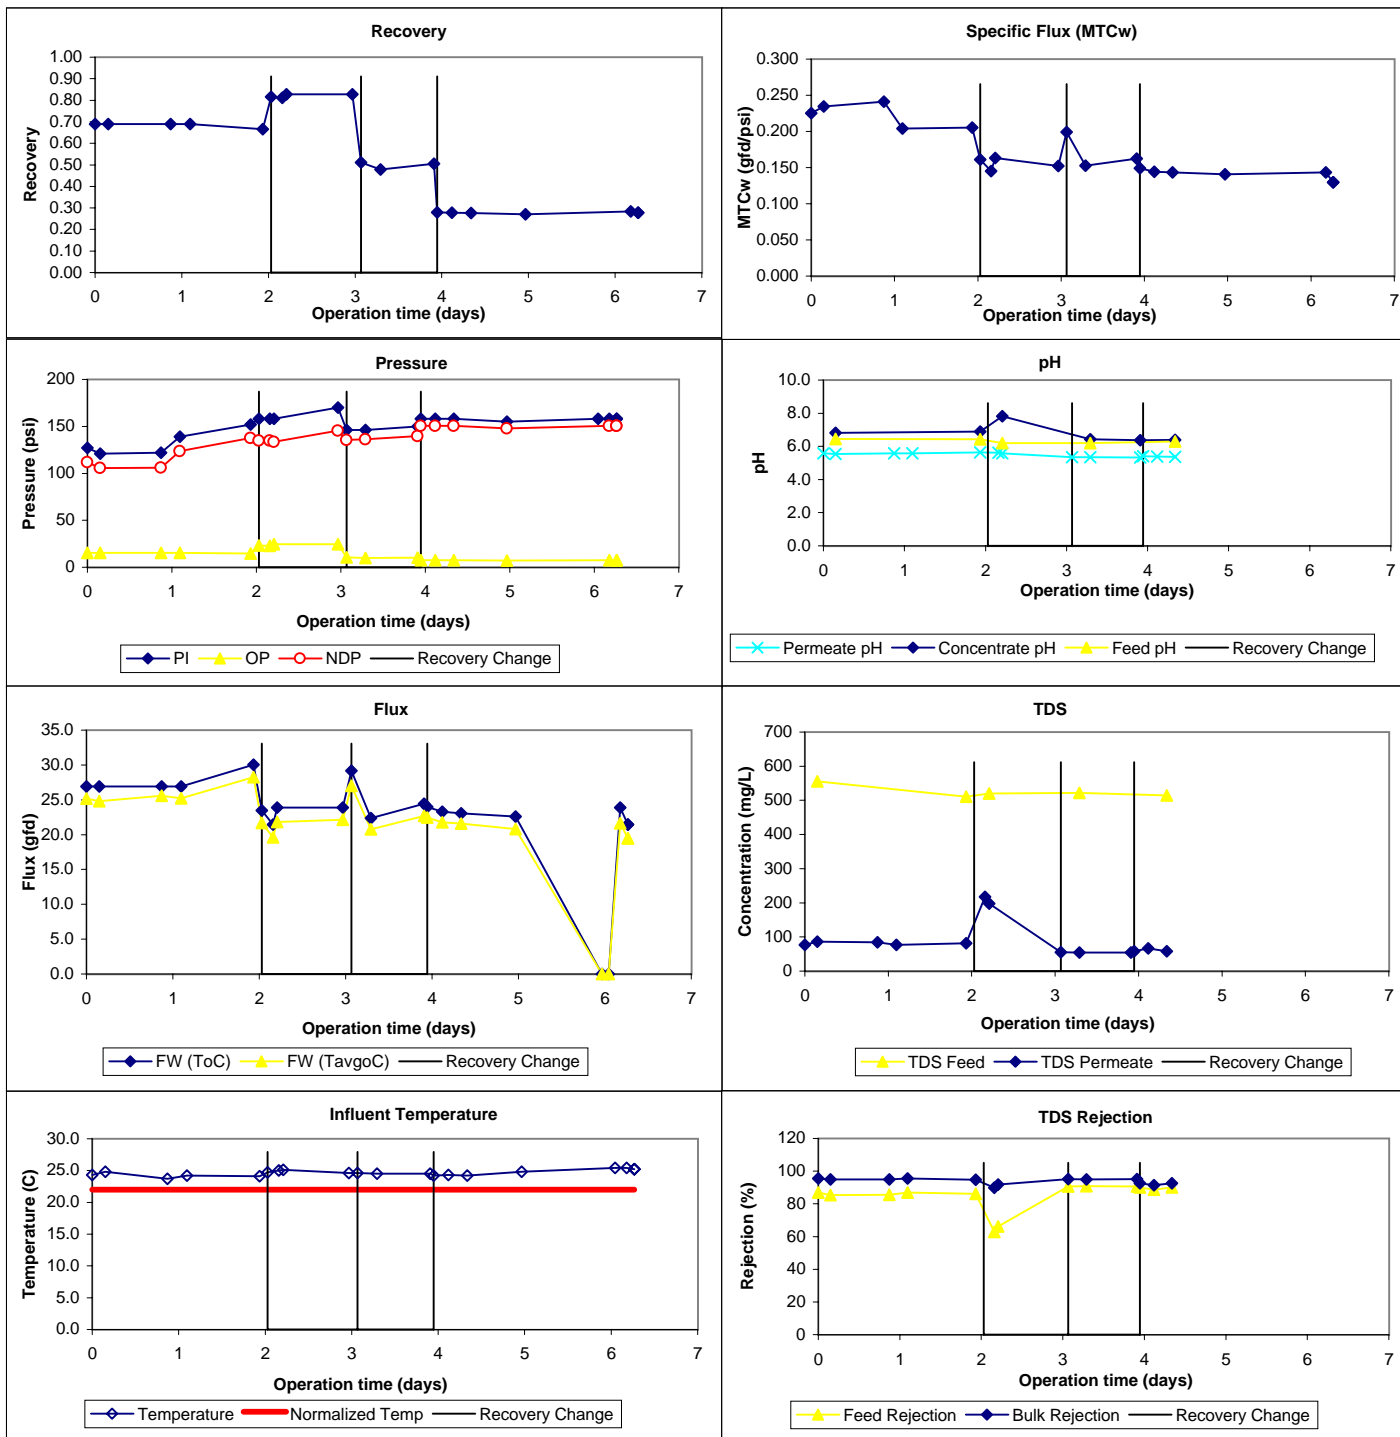 Recovery
1.00
0.90
0.80
0.70
0.60
0.50
0.40
0.30
0.20
0.10
0.00
Recovery
0 1 2 3 4 5 6 7
Operation time (days)
Specific Flux (MTCw)
0.300
0.250
0.200
0.150
0.100
0.050
0.000
MTCw (gfd/psi)
0 1 2 3 4 5 6 7
Operation time (days)
Pressure
200
150
100
50
0
Pressure (psi)
0 1 2 3 4 5 6 7
Operation time (days)
PI OP NDP Recovery Change
pH
10.0
8.0
6.0
4.0
2.0
0.0
pH
0 1 2 3 4 5 6 7
Operation time (days)
Permeate pH Concentrate pH Feed pH Recovery Change
Flux
35.0
30.0
25.0
20.0
15.0
10.0
5.0
0.0
Flux (gfd)
0 1 2 3 4 5 6 7
Operation time (days)
FW (ToC) FW (TavgoC) Recovery Change
TDS
700
600
500
400
300
200
100
0
Concentration (mg/L)
0 1 2 3 4 5 6 7
Operation time (days)
TDS Feed TDS Permeate Recovery Change
Influent Temperature
30.0
25.0
20.0
15.0
10.0
5.0
0.0
Temperature (C)
0 1 2 3 4 5 6 7
Operation time (days)
Temperature Normalized Temp Recovery Change
TDS Rejection
120
100
80
60
40
20
0
Rejection (%)
0 1 2 3 4 5 6 7
Operation time (days)
Feed Rejection Bulk Rejection Recovery Change